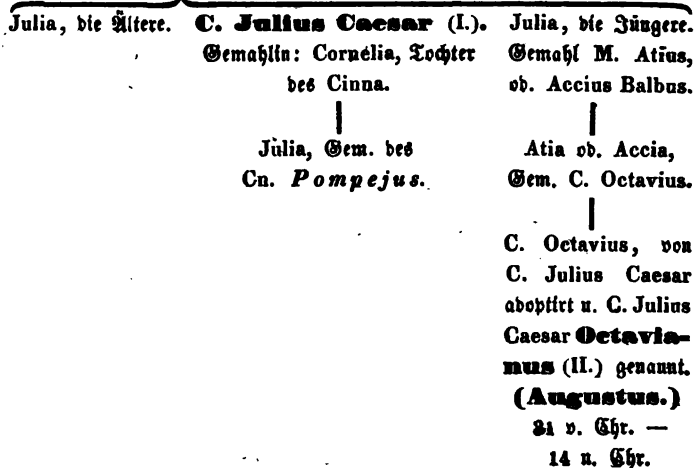 Julia, die Ältere.
C. Julius Caesar (I.).
Gemahlin: Cornelia, Tochter
des Cinna.
Julia, Gem. des
Cn. Pompejus.
Julia, die Jüngere.
Gemahl M. Atius,
od. Accius Balbus.
Atia od. Accia,
Gem. C. Octavius.
C. Octavius, von
C. Julius Caesar
adoptirt u. C. Julius
Caesar Octavia-
nus (II.) genannt.
(Augustus.)
31 v. Chr. —
14 n. Chr.